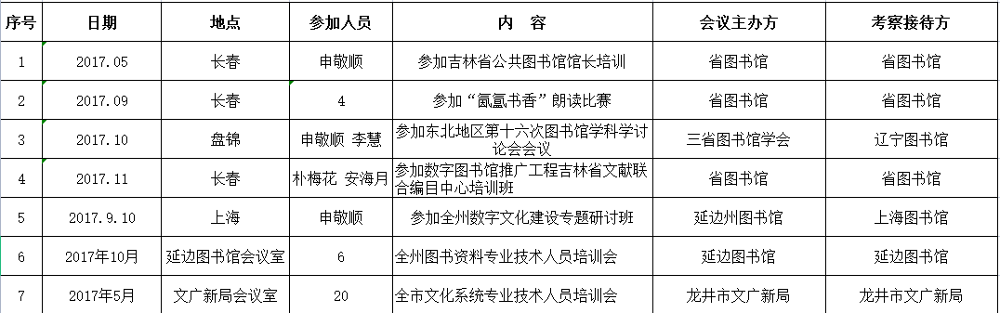 序号 日期 地点 参加人员 内 容 会议主办方 考察接待方
1 2017.05 长春 申敬顺 参加吉林省公共图书馆馆长培训 省图书馆 省图书馆
2 2017.09 长春 4 参加“氤氲书香”朗读比赛 省图书馆 省图书馆
3 2017.10 盘锦 申敬顺 李慧 参加东北地区第十六次图书馆学科学讨
论会会议 三省图书馆学会 辽宁图书馆
4 2017.11 长春 朴梅花 安海月 参加数字图书馆推广工程吉林省文献联
合编目中心培训班 省图书馆 省图书馆
5 2017.9.10 上海 申敬顺 参加全州数字文化建设专题研讨班 延边州图书馆 上海图书馆
6 2017年10月 延边图书馆会议室 6 全州图书资料专业技术人员培训会 延边图书馆 延边图书馆
7 2017年5月 文广新局会议室 20 全市文化系统专业技术人员培训会 龙井市文广新局 龙井市文广新局